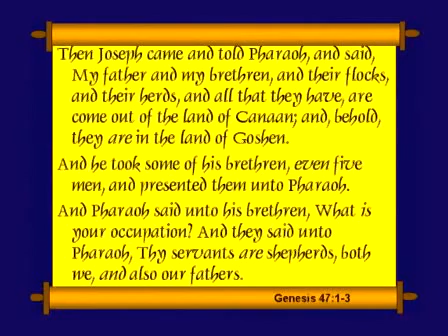 Then Joseph came and told Pharaoh, and said,
My father and my brethren, and their flocks,
and their herds, and all that they have, are
come out of the land of Canaan; and, behold,
they are in the land of Goshen.
And he took some of his brethren, even five
men, and presented them unto Pharaoh.
And Pharaoh said unto his brethren, What is
your occupation? And they said unto
Pharaoh, Thy servants are shepherds, both
we, and also our fathers.
Genesis 47:1-3